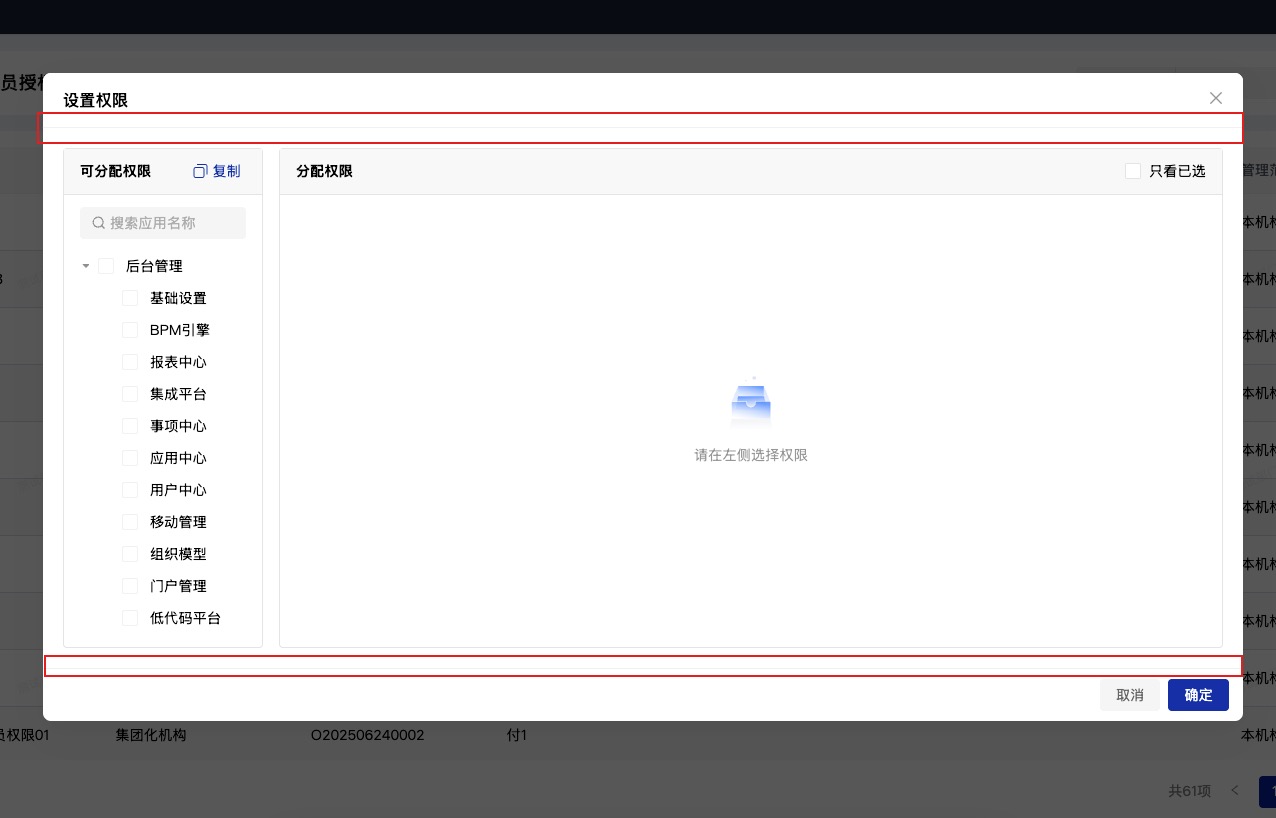 设置权限
可分配权限 复制
分配权限 只看已选
搜索应用名称
后台管理
基础设置
BPM引擎
报表中心
集成平台
事项中心
应用中心
用户中心
移动管理
组织模型
门户管理
低代码平台
请在左侧选择权限
取消 确定
员授
管理
本机构
本机构
本机构
本机构
本机构
本机构
本机构
本机构
本机构
员权限01 集团化机构 O202506240002 付1 本机构
共61项 < 1